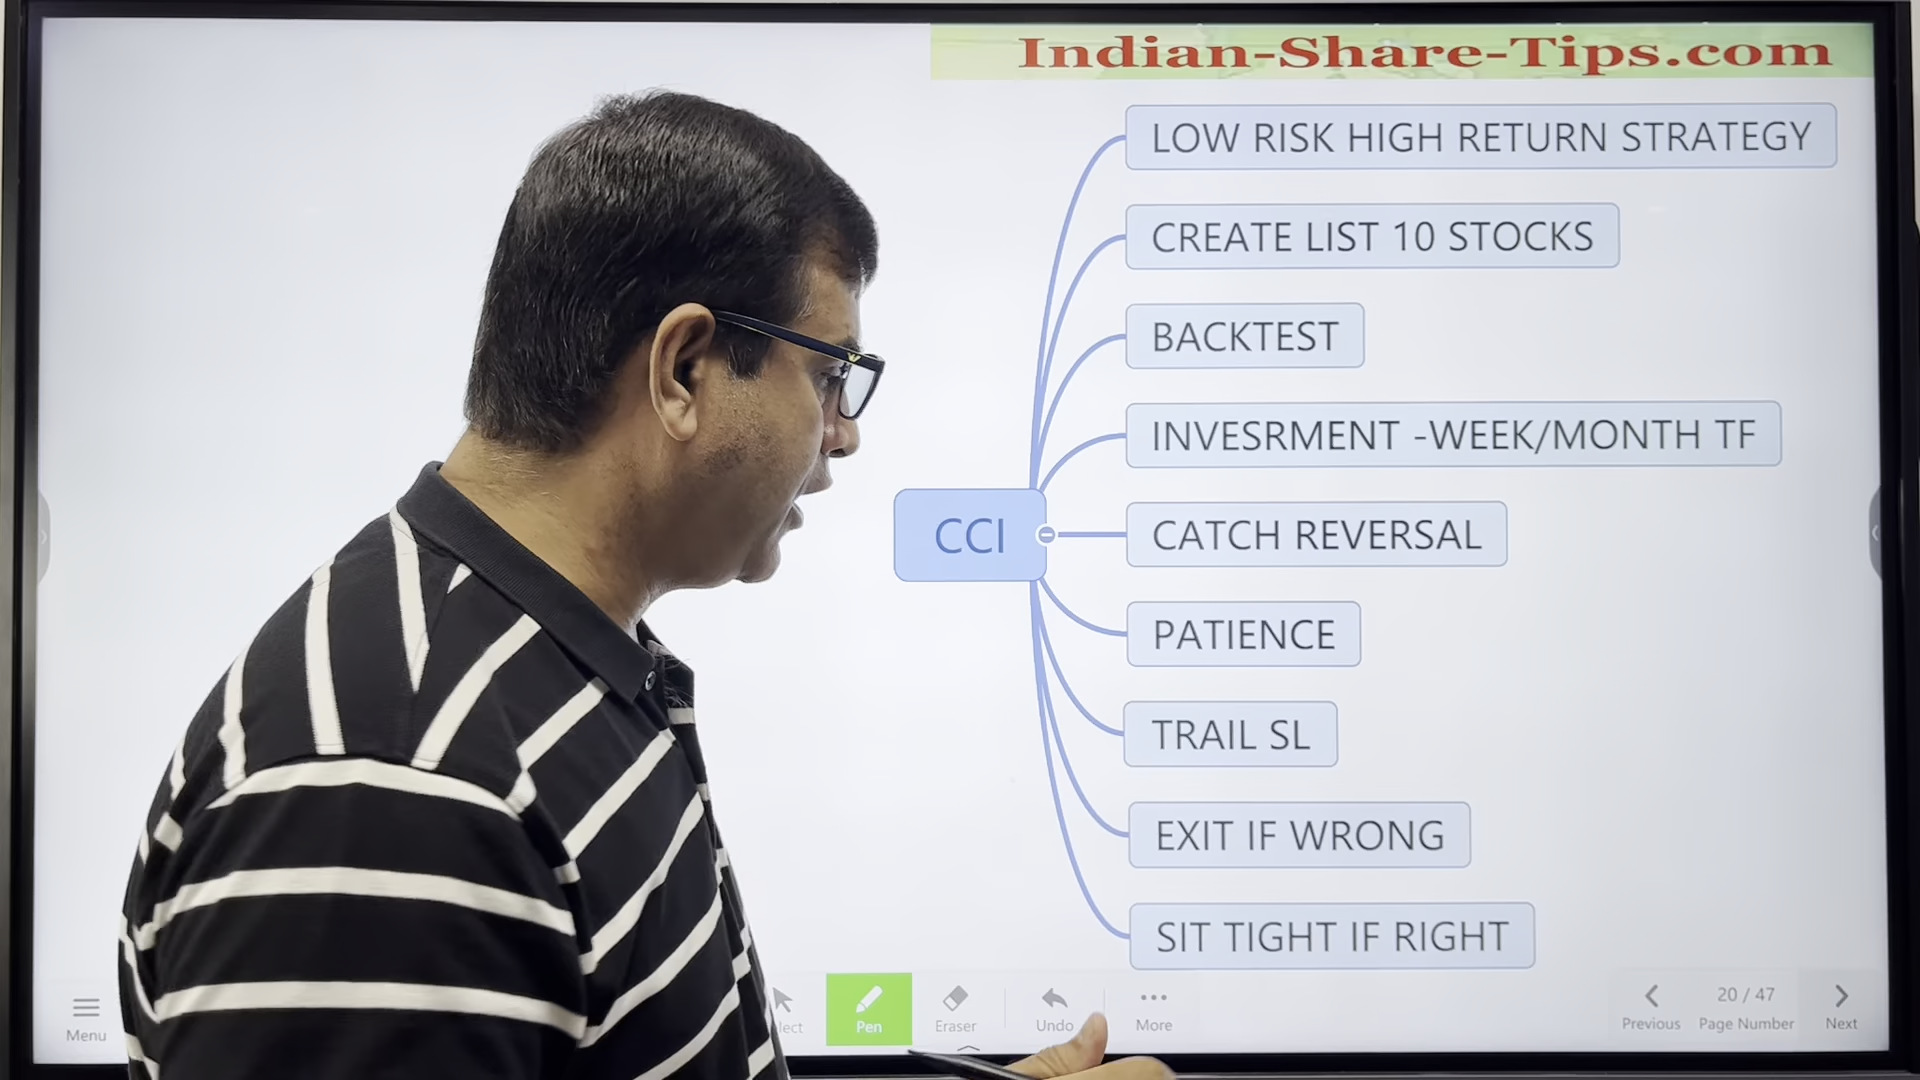 Indian-Share-Tips.com
LOW RISK HIGH RETURN STRATEGY
CREATE LIST 10 STOCKS
BACKTEST
INVESRMENT -WEEK/MONTH TF
CCI
CATCH REVERSAL
PATIENCE
TRAIL SL
EXIT IF WRONG
SIT TIGHT IF RIGHT
Menu
lect
Pen
Eraser
Undo
More
Previous
20 / 47
Page Number
Next